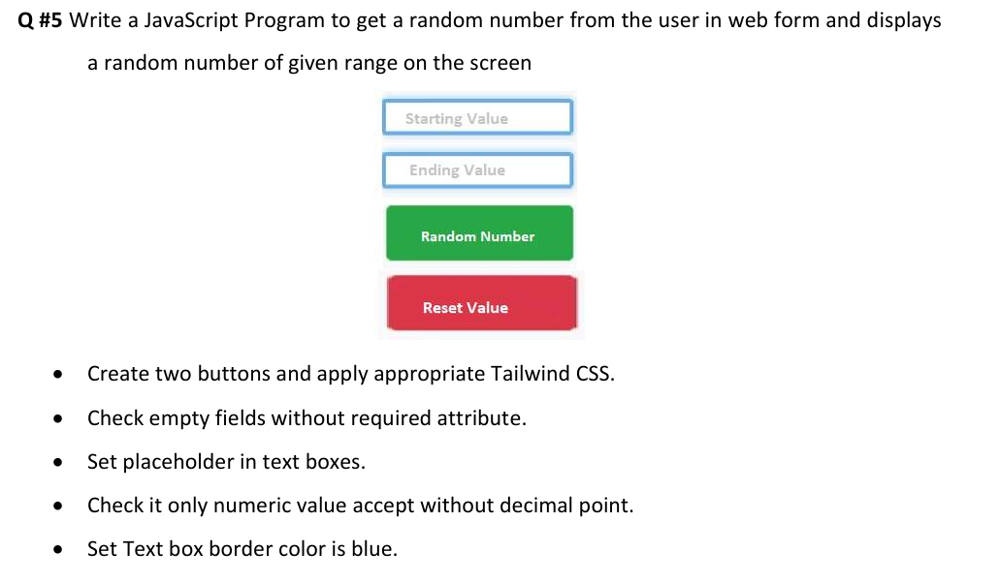 Q #5 Write a JavaScript Program to get a random number from the user in web form and displays
a random number of given range on the screen
Starting Value
Ending Value
Random Number
Reset Value
• Create two buttons and apply appropriate Tailwind CSS.
• Check empty fields without required attribute.
• Set placeholder in text boxes.
• Check it only numeric value accept without decimal point.
• Set Text box border color is blue.